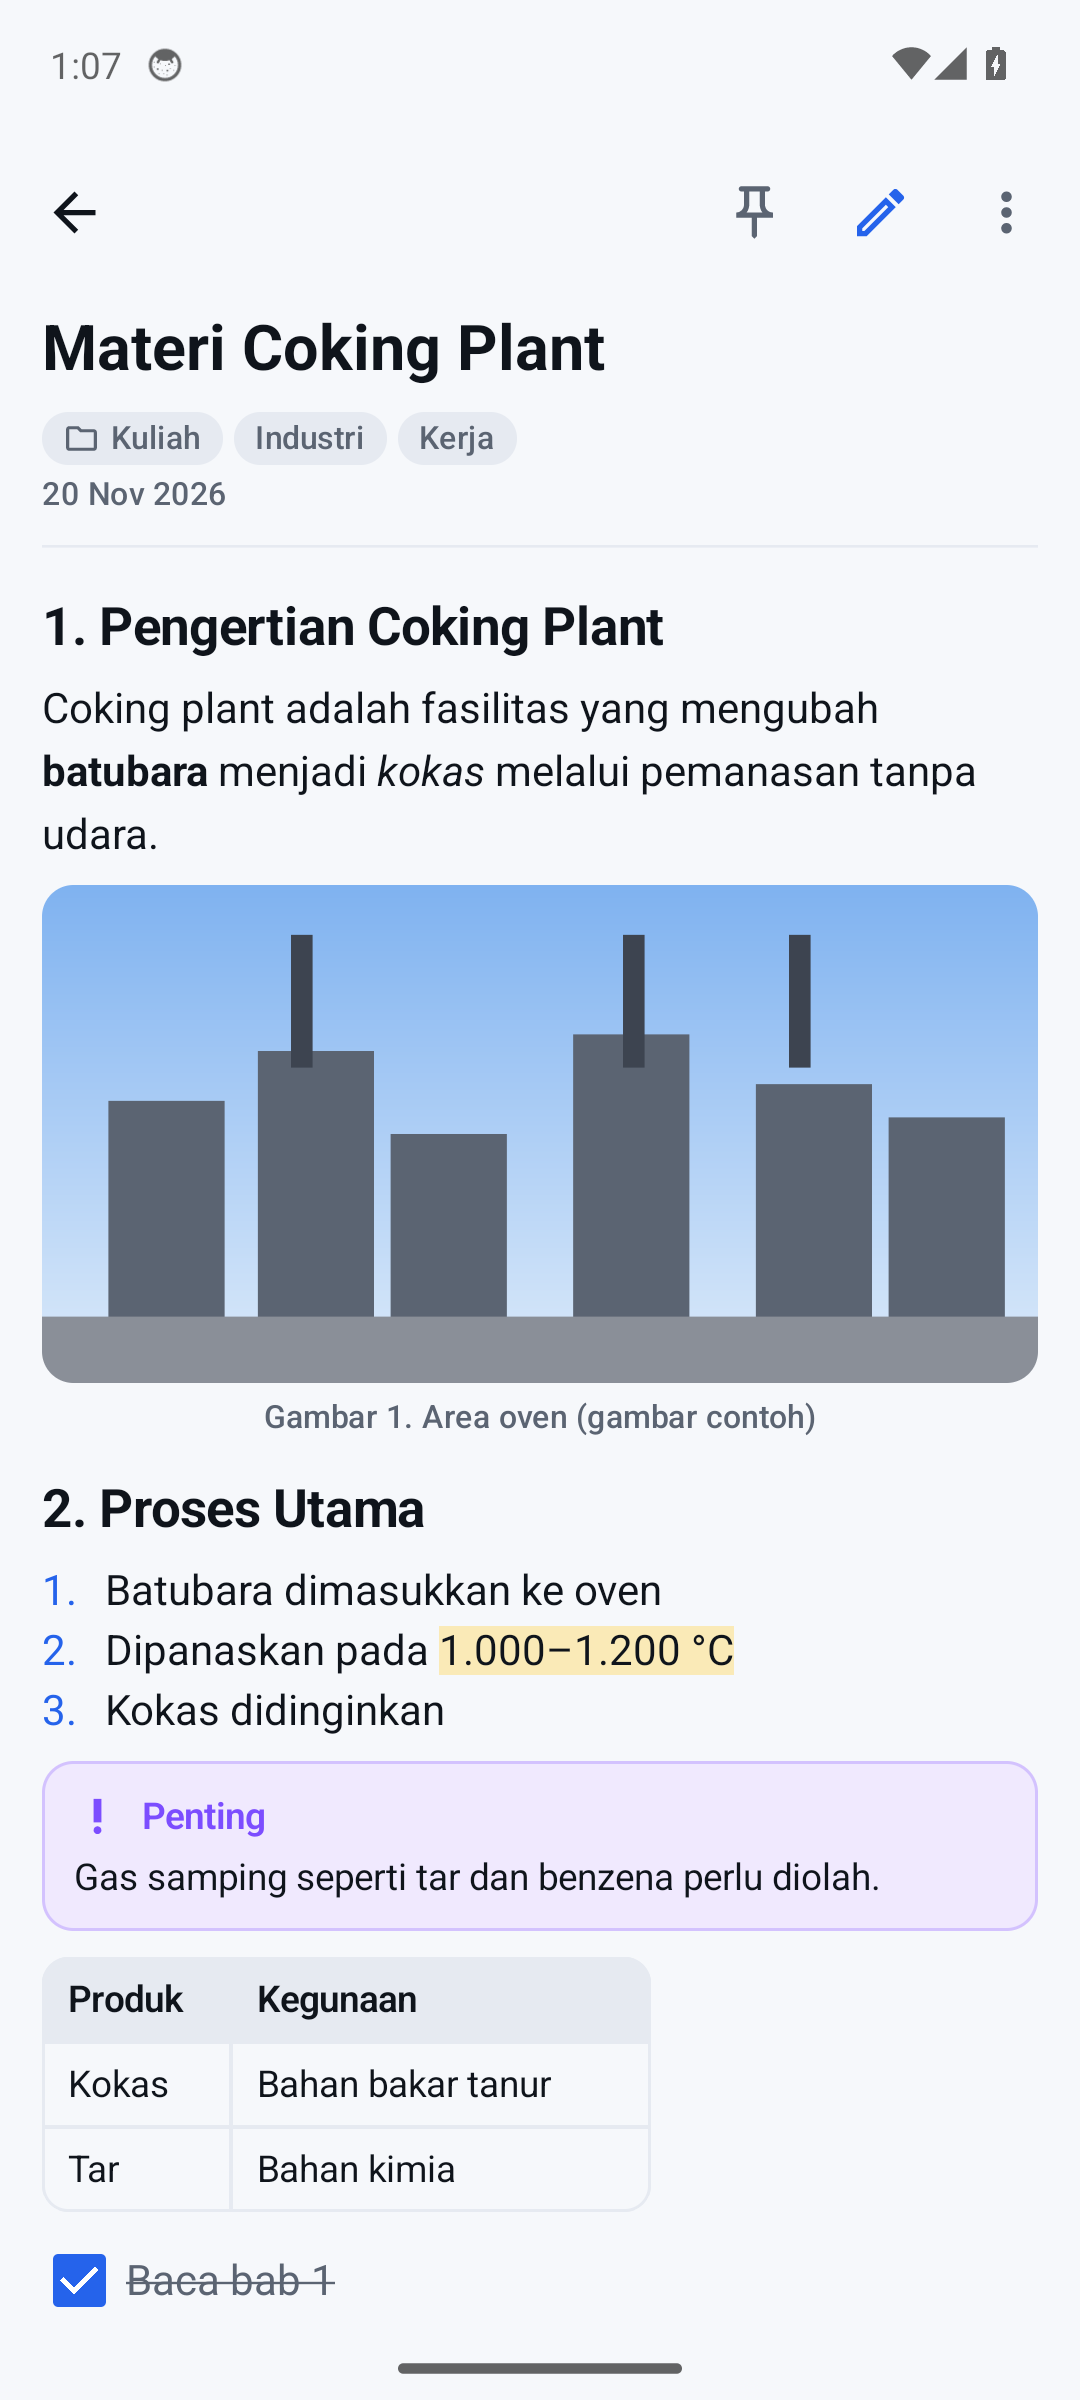 1:07
Materi Coking Plant
Kuliah Industri Kerja
20 Nov 2026
1. Pengertian Coking Plant
Coking plant adalah fasilitas yang mengubah
batubara menjadi kokas melalui pemanasan tanpa
udara.
Gambar 1. Area oven (gambar contoh)
2. Proses Utama
1. Batubara dimasukkan ke oven
2. Dipanaskan pada 1.000–1.200 °C
3. Kokas didinginkan
Penting
Gas samping seperti tar dan benzena perlu diolah.
Produk Kegunaan
Kokas Bahan bakar tanur
Tar Bahan kimia
Baca bab 1